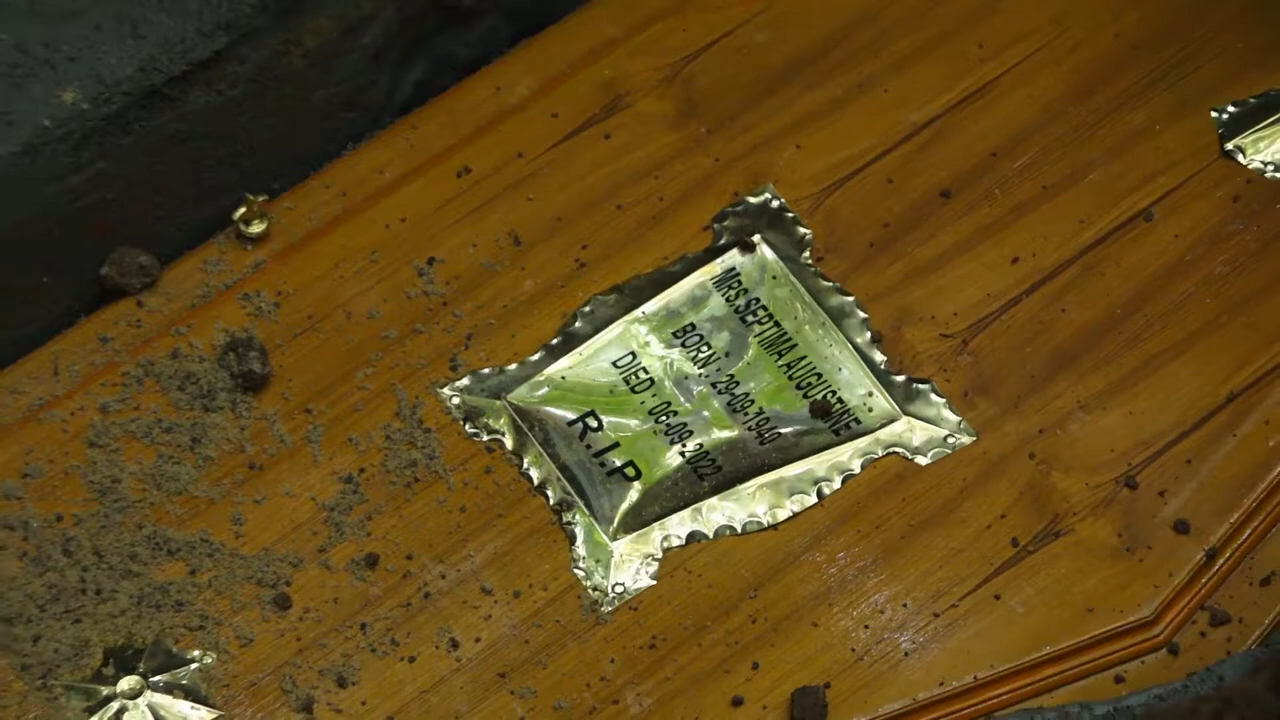 MRS.SEPTIMA AUGUSTINE
BORN : 29-09-1940
DIED : 06-09-2022
R.I.P